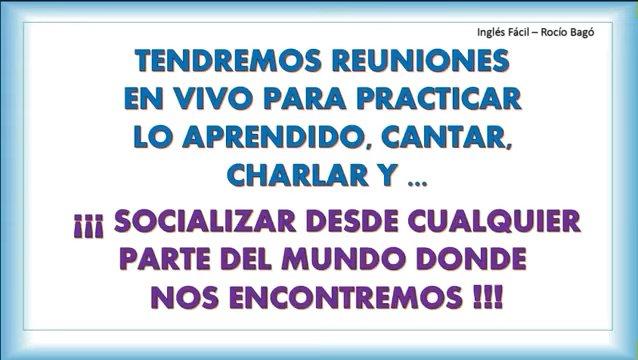 Inglés Fácil – Rocío Bagó
TENDREMOS REUNIONES
EN VIVO PARA PRACTICAR
LO APRENDIDO, CANTAR,
CHARLAR Y ...
¡¡¡ SOCIALIZAR DESDE CUALQUIER
PARTE DEL MUNDO DONDE
NOS ENCONTREMOS !!!